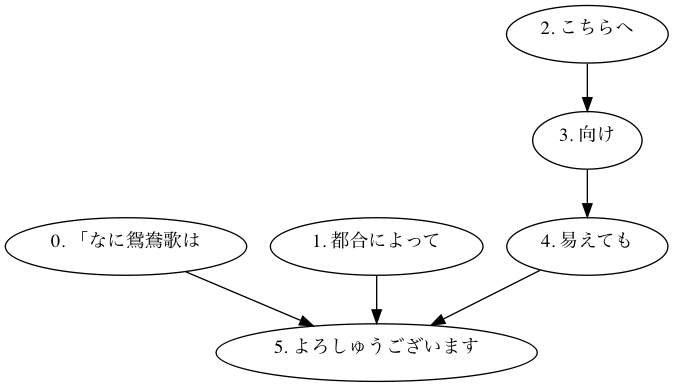 2. こちらへ
3. 向け
0. 「なに鴛鴦歌は
1. 都合によって
4. 易えても
5. よろしゅうございます